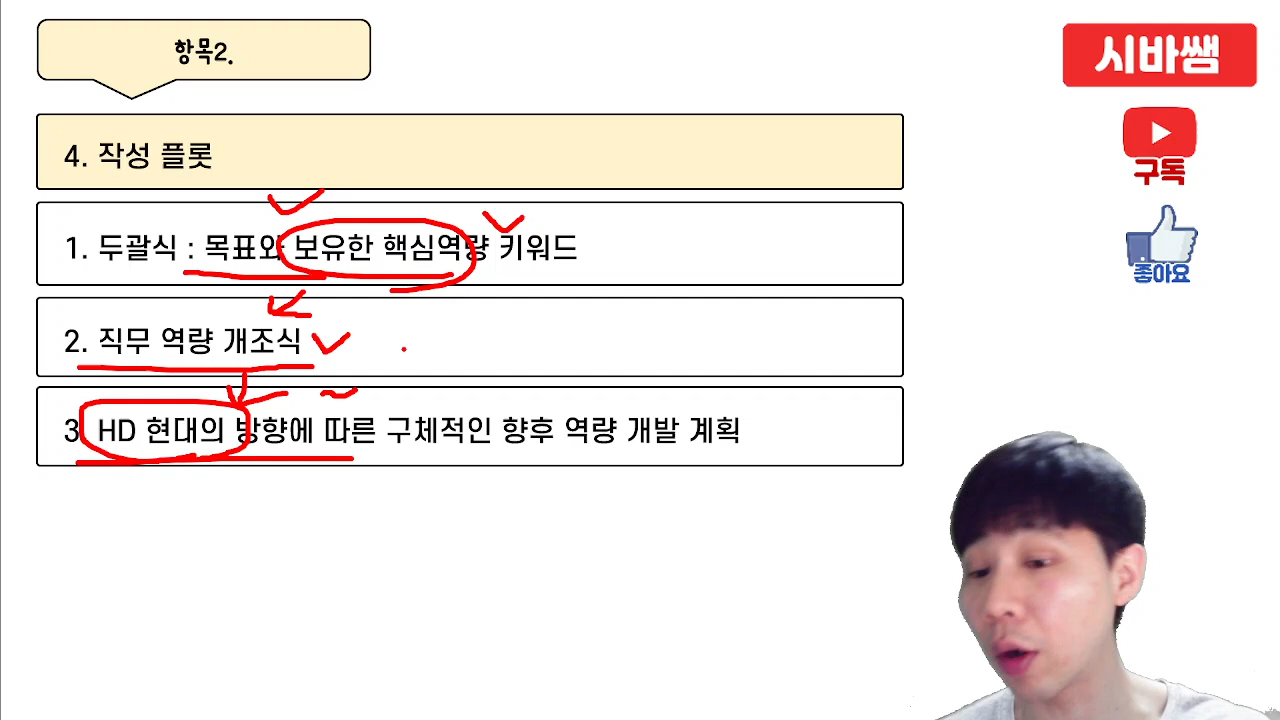 항목2.
시바쌤
4. 작성 플롯
구독
1. 두괄식 : 목표와 보유한 핵심역량 키워드
좋아요
2. 직무 역량 개조식
3 HD 현대의 방향에 따른 구체적인 향후 역량 개발 계획